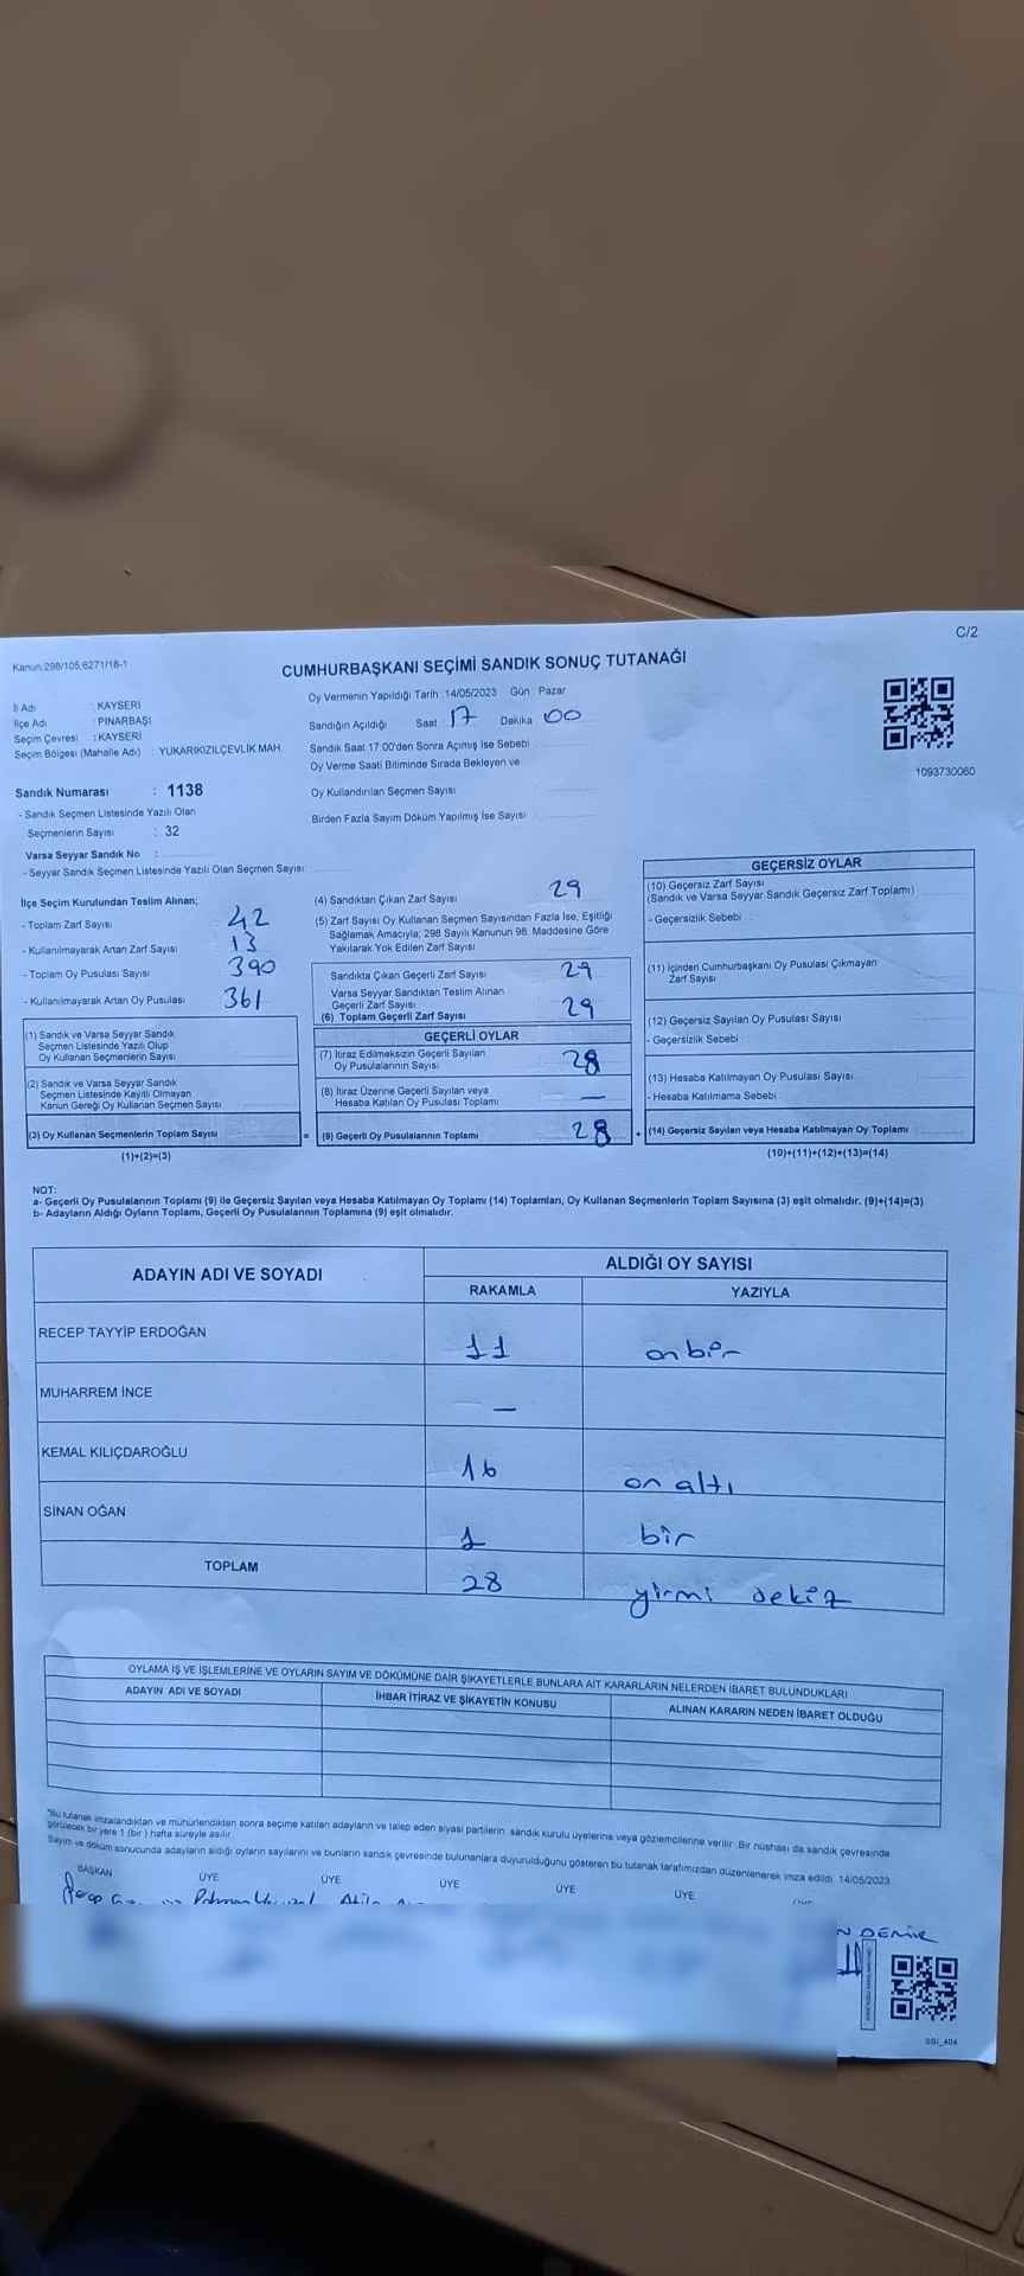 C/2
Kanun:298/105,6271/18-1
CUMHURBAŞKANI SEÇİMİ SANDIK SONUÇ TUTANAĞI
İl Adı : KAYSERİ
İlçe Adı : PINARBAŞI
Seçim Çevresi : KAYSERİ
Seçim Bölgesi (Mahalle Adı) : YUKARIKIZILÇEVLİK MAH.
Oy Vermenin Yapıldığı Tarih :14/05/2023 Gün : Pazar
Sandığın Açıldığı Saat 17 Dakika 00
Sandık Saat 17:00'den Sonra Açılmış İse Sebebi
Oy Verme Saati Bitiminde Sırada Bekleyen ve
Oy Kullandırılan Seçmen Sayısı
Birden Fazla Sayım Döküm Yapılmış İse Sayısı
1093730060
Sandık Numarası : 1138
- Sandık Seçmen Listesinde Yazılı Olan
Seçmenlerin Sayısı : 32
Varsa Seyyar Sandık No :
- Seyyar Sandık Seçmen Listesinde Yazılı Olan Seçmen Sayısı
İlçe Seçim Kurulundan Teslim Alınan;
- Toplam Zarf Sayısı 42
- Kullanılmayarak Artan Zarf Sayısı 13
- Toplam Oy Pusulası Sayısı 390
- Kullanılmayarak Artan Oy Pusulası 361
(1) Sandık ve Varsa Seyyar Sandık
Seçmen Listesinde Yazılı Olup
Oy Kullanan Seçmenlerin Sayısı
(2) Sandık ve Varsa Seyyar Sandık
Seçmen Listesinde Kayıtlı Olmayan
Kanun Gereği Oy Kullanan Seçmen Sayısı
(3) Oy Kullanan Seçmenlerin Toplam Sayısı
(1)+(2)=(3)
(4) Sandıktan Çıkan Zarf Sayısı 29
(5) Zarf Sayısı Oy Kullanan Seçmen Sayısından Fazla İse, Eşitliği
Sağlamak Amacıyla; 298 Sayılı Kanunun 98. Maddesine Göre
Yakılarak Yok Edilen Zarf Sayısı
Sandıkta Çıkan Geçerli Zarf Sayısı 29
Varsa Seyyar Sandıktan Teslim Alınan
Geçerli Zarf Sayısı
(6) Toplam Geçerli Zarf Sayısı 29
GEÇERLİ OYLAR
(7) İtiraz Edilmeksizin Geçerli Sayılan
Oy Pusulalarının Sayısı 28
(8) İtiraz Üzerine Geçerli Sayılan veya
Hesaba Katılan Oy Pusulası Toplamı —
= (9) Geçerli Oy Pusulalarının Toplamı 28
GEÇERSİZ OYLAR
(10) Geçersiz Zarf Sayısı
(Sandık ve Varsa Seyyar Sandık Geçersiz Zarf Toplamı)
- Geçersizlik Sebebi
(11) İçinden Cumhurbaşkanı Oy Pusulası Çıkmayan
Zarf Sayısı
(12) Geçersiz Sayılan Oy Pusulası Sayısı
- Geçersizlik Sebebi
(13) Hesaba Katılmayan Oy Pusulası Sayısı
- Hesaba Katılmama Sebebi
+ (14) Geçersiz Sayılan veya Hesaba Katılmayan Oy Toplamı
(10)+(11)+(12)+(13)=(14)
NOT:
a- Geçerli Oy Pusulalarının Toplamı (9) ile Geçersiz Sayılan veya Hesaba Katılmayan Oy Toplamı (14) Toplamları, Oy Kullanan Seçmenlerin Toplam Sayısına (3) eşit olmalıdır. (9)+(14)=(3)
b- Adayların Aldığı Oyların Toplamı, Geçerli Oy Pusulalarının Toplamına (9) eşit olmalıdır.
ADAYIN ADI VE SOYADI
ALDIĞI OY SAYISI
RAKAMLA YAZIYLA
RECEP TAYYİP ERDOĞAN 11 onbir
MUHARREM İNCE —
KEMAL KILIÇDAROĞLU 16 on altı
SİNAN OĞAN 1 bir
TOPLAM 28 yirmi sekiz
OYLAMA İŞ VE İŞLEMLERİNE VE OYLARIN SAYIM VE DÖKÜMÜNE DAİR ŞİKAYETLERLE BUNLARA AİT KARARLARIN NELERDEN İBARET BULUNDUKLARI
ADAYIN ADI VE SOYADI İHBAR İTİRAZ VE ŞİKAYETİN KONUSU ALINAN KARARIN NEDEN İBARET OLDUĞU
"Bu tutanak imzalandıktan ve mühürlendikten sonra seçime katılan adayların ve talep eden siyasi partilerin sandık kurulu üyelerine veya gözlemcilerine verilir. Bir nüshası da sandık çevresinde
görülecek bir yere 1 (bir) hafta süreyle asılır.
Sayım ve döküm sonucunda adayların aldığı oyların sayılarını ve bunların sandık çevresinde bulunanlara duyurulduğunu gösteren bu tutanak tarafımızdan düzenlenerek imza edildi. 14/05/2023
BAŞKAN ÜYE ÜYE ÜYE ÜYE ÜYE
DEMİR
SSİ_404